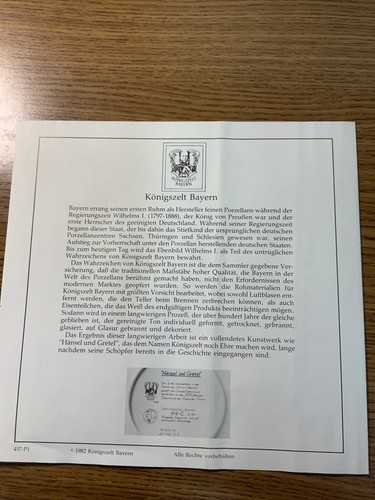 KÖNIGSZELT
BAYERN
Königszelt Bayern
Bayern errang seinen ersten Ruhm als Hersteller feinen Porzellans während der
Regierungszeit Wilhelms I. (1797-1888), der König von Preußen war und der
erste Herrscher des geeinigten Deutschland. Während seiner Regierungszeit
begann dieser Staat, der bis dahin das Stiefkind der ursprünglichen deutschen
Porzellanzentren Sachsen, Thüringen und Schlesien gewesen war, seinen
Aufstieg zur Vorherrschaft unter den Porzellan herstellenden deutschen Staaten.
Bis zum heutigen Tag wird das Ebenbild Wilhelms I. als Teil des untrüglichen
Wahrzeichens von Königszelt Bayern bewahrt.
Das Wahrzeichen von Königszelt Bayern ist die dem Sammler gegebene Ver-
sicherung, daß die traditionellen Maßstäbe hoher Qualität, die Bayern in der
Welt des Porzellans berühmt gemacht haben, nicht den Erfordernissen des
modernen Marktes geopfert wurden. So werden die Rohmaterialien für
Königszelt Bayern mit größten Vorsicht bearbeitet, wobei sowohl Luftblasen ent-
fernt werden, die den Teller beim Brennen zerbrechen können, als auch
Eisenteilchen, die das Weiß des endgültigen Produkts beeinträchtigen mögen.
Sodann wird in einem langwierigen Prozeß, der über hundert Jahre der gleiche
geblieben ist, der gereinigte Ton individuell geformt, getrocknet, gebrannt,
glasiert, auf Glasur gebrannt und dekoriert.
Das Ergebnis dieser langwierigen Arbeit ist ein vollendetes Kunstwerk wie
"Hänsel und Gretel", das dem Namen Königszelt noch Ehre machen wird, lange
nachdem seine Schöpfer bereits in die Geschichte eingegangen sind.
"Hänsel und Gretel"
457-P1
© 1982 Königszelt Bayern
Alle Rechte vorbehalten